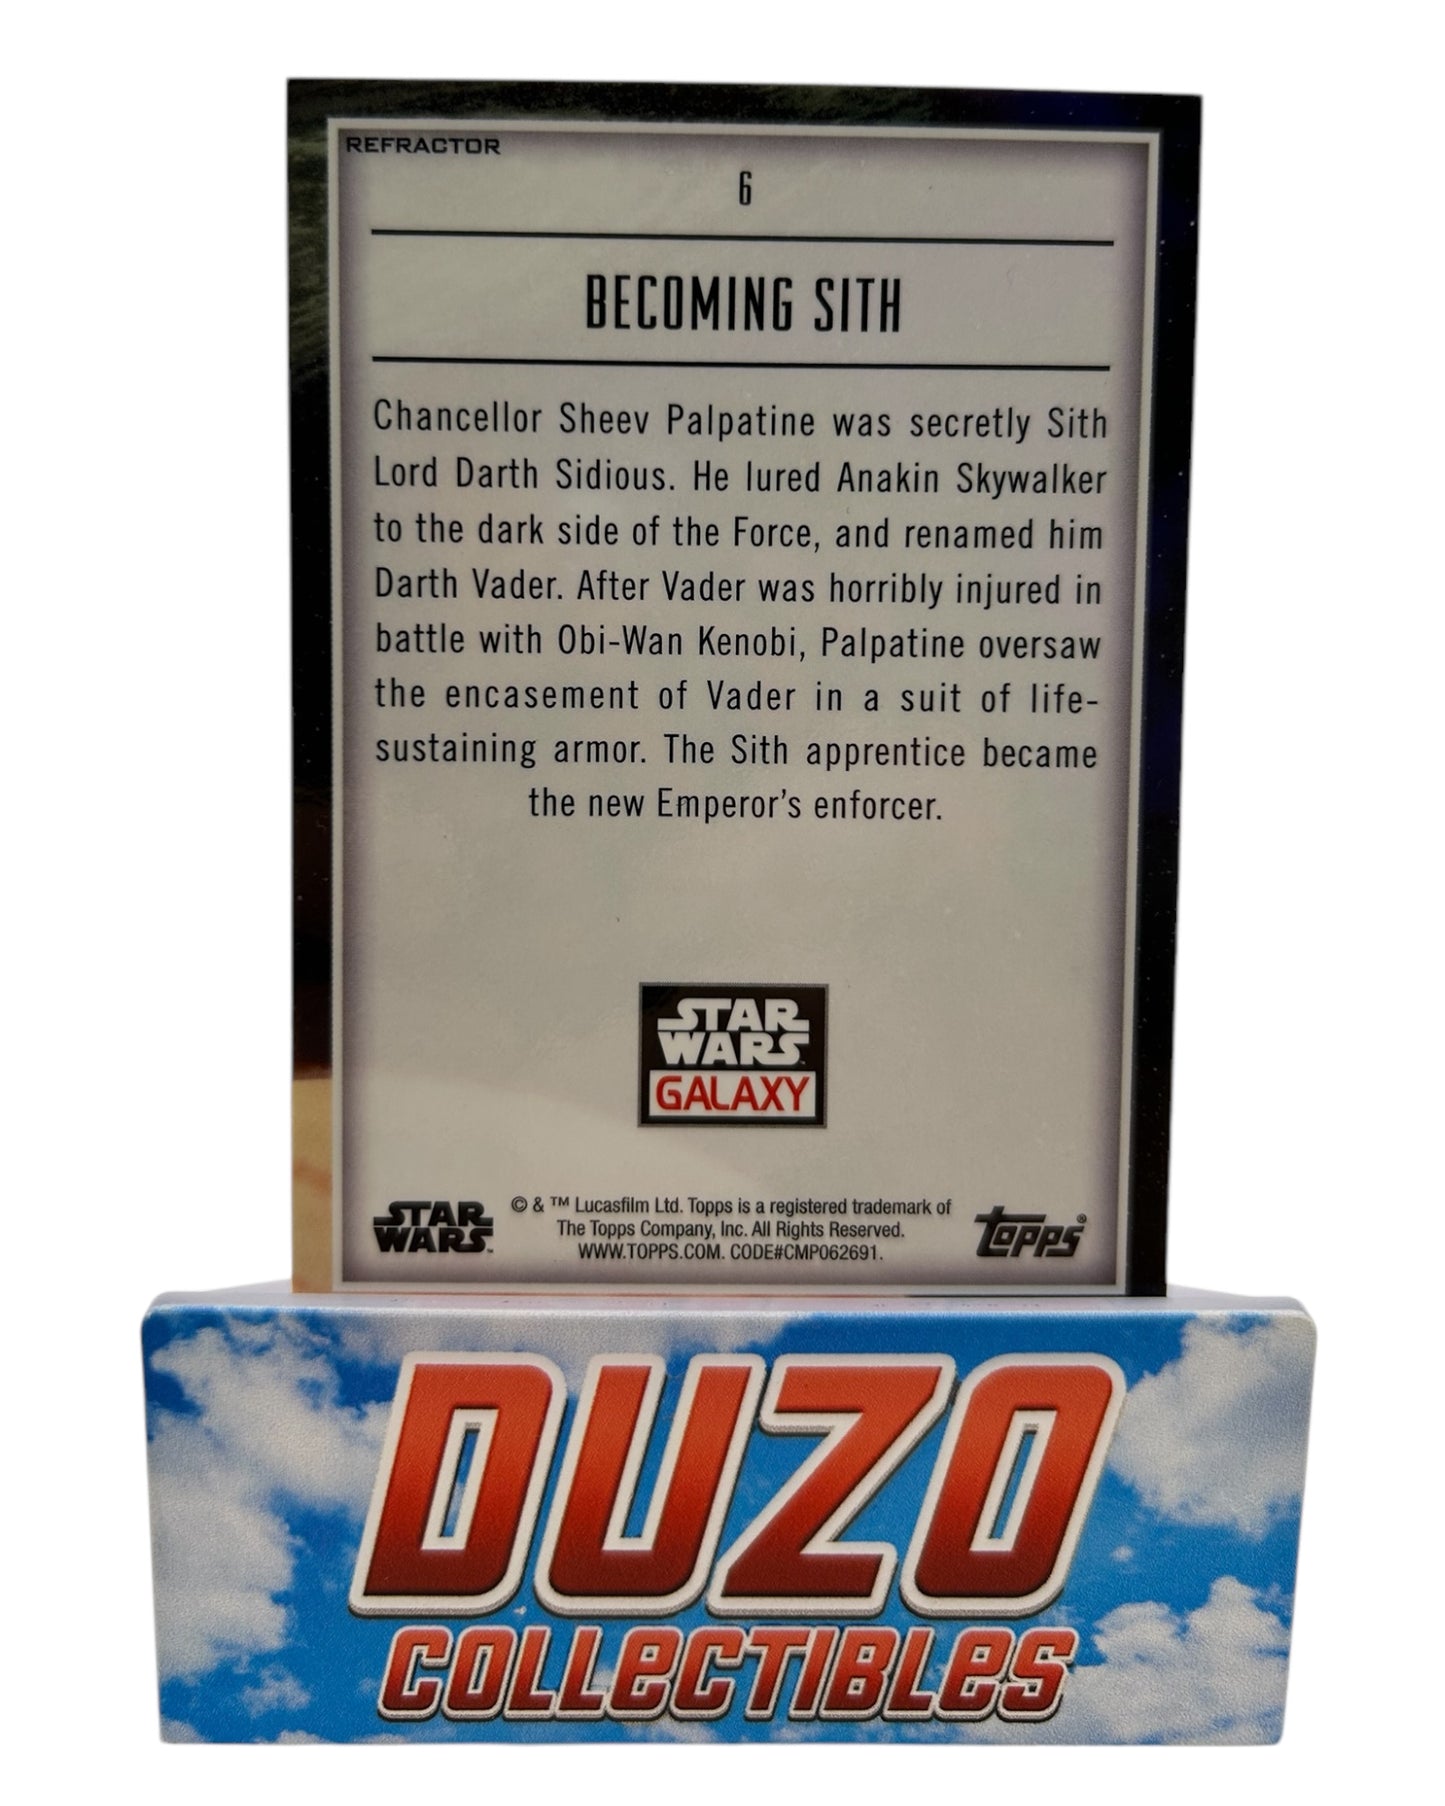 REFRACTOR
6
BECOMING SITH
Chancellor Sheev Palpatine was secretly Sith
Lord Darth Sidious. He lured Anakin Skywalker
to the dark side of the Force, and renamed him
Darth Vader. After Vader was horribly injured in
battle with Obi-Wan Kenobi, Palpatine oversaw
the encasement of Vader in a suit of life-
sustaining armor. The Sith apprentice became
the new Emperor's enforcer.
STAR
WARS
GALAXY
STAR
WARS™
© & ™ Lucasfilm Ltd. Topps is a registered trademark of
The Topps Company, Inc. All Rights Reserved.
WWW.TOPPS.COM. CODE#CMP062691.
Topps®
DUZO
COLLECTIBLES